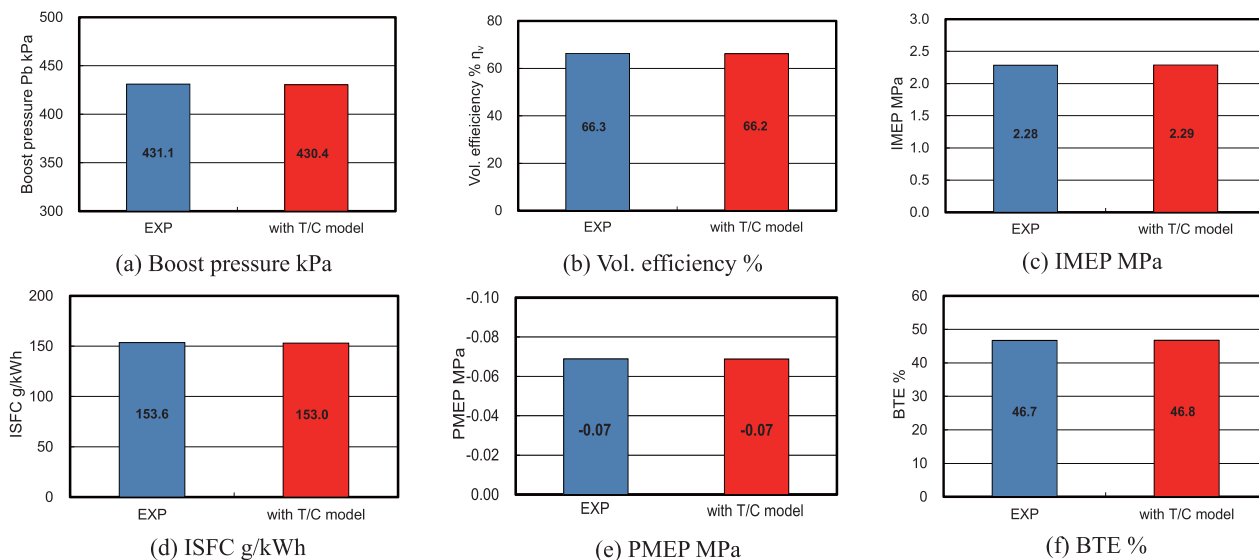 500
450
400
350
300
Boost pressure Pb kPa
431.1
430.4
EXP
with T/C model
(a) Boost pressure kPa
80
60
40
20
0
Vol. effieiciency % ηv
66.3
66.2
EXP
with T/C model
(b) Vol. efficiency %
3.0
2.5
2.0
1.5
1.0
0.5
0.0
IMEP MPa
2.28
2.29
EXP
with T/C model
(c) IMEP MPa
200
150
100
50
0
ISFC g/kWh
153.6
153.0
EXP
with T/C model
(d) ISFC g/kWh
-0.10
-0.08
-0.06
-0.04
-0.02
0.00
PMEP MPa
-0.07
-0.07
EXP
with T/C model
(e) PMEP MPa
60
50
40
30
20
10
0
BTE %
46.7
46.8
EXP
with T/C model
(f) BTE %